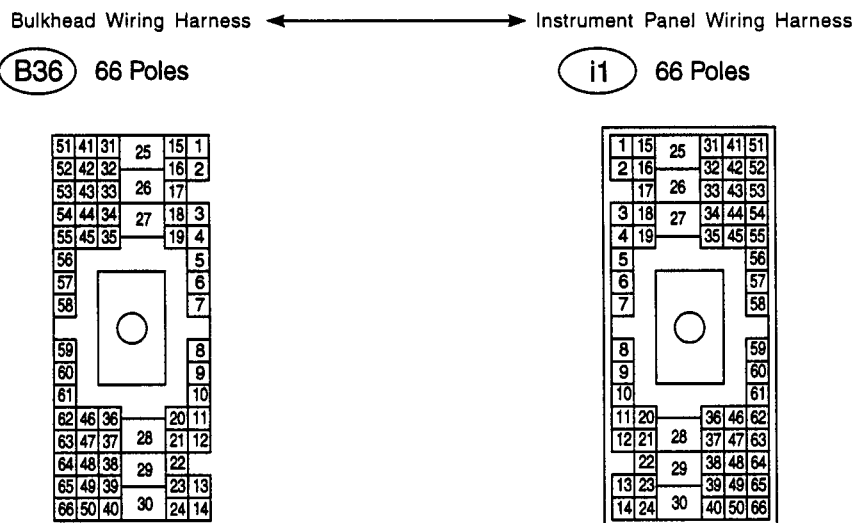 Bulkhead Wiring Harness Instrument Panel Wiring Harness
B36 66 Poles i1 66 Poles
51 41 31 25 15 1 1 15 25 31 41 51
52 42 32 16 2 2 16 32 42 52
53 43 33 26 17 17 26 33 43 53
54 44 34 27 18 3 3 18 27 34 44 54
55 45 35 19 4 4 19 35 45 55
56 5 5 56
57 6 6 57
58 7 7 58
59 8 8 59
60 9 9 60
61 10 10 61
62 46 36 20 11 11 20 36 46 62
63 47 37 28 21 12 12 21 28 37 47 63
64 48 38 29 22 22 29 38 48 64
65 49 39 23 13 13 23 39 49 65
66 50 40 30 24 14 14 24 30 40 50 66